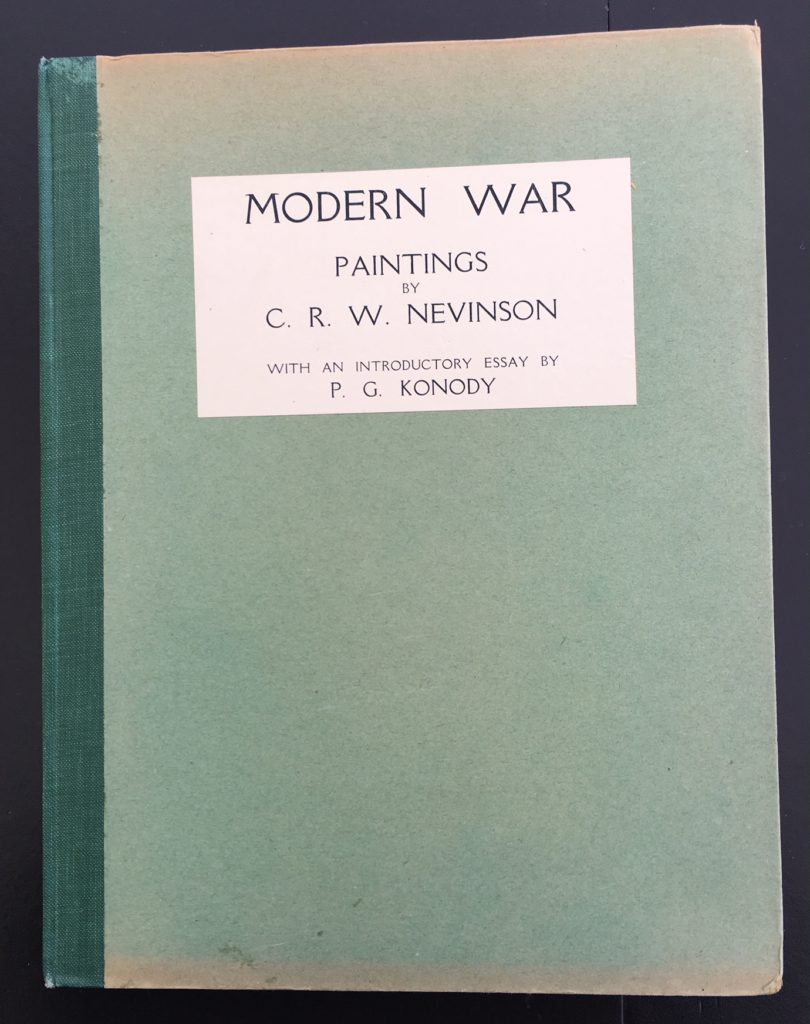 MODERN WAR
PAINTINGS
BY
C. R. W. NEVINSON
WITH AN INTRODUCTORY ESSAY BY
P. G. KONODY